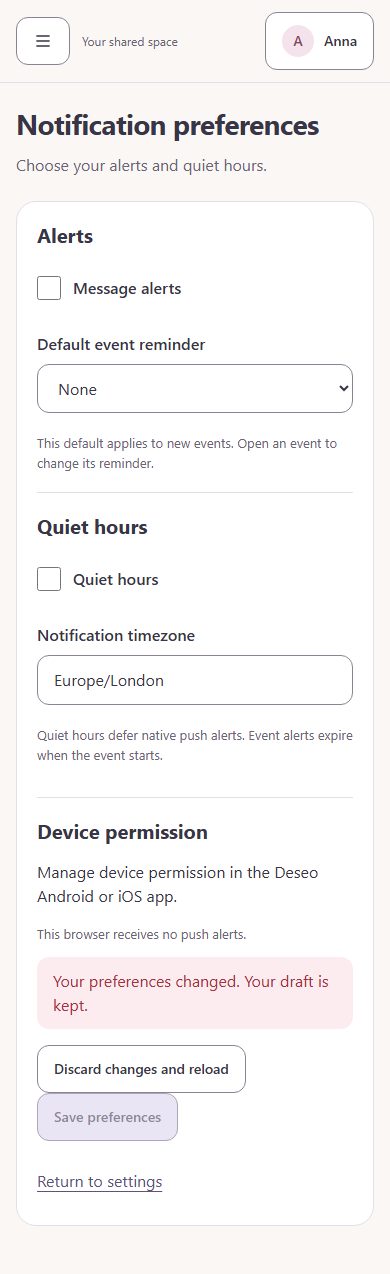 Your shared space
A
Anna
Notification preferences
Choose your alerts and quiet hours.
Alerts
Message alerts
Default event reminder
None
This default applies to new events. Open an event to
change its reminder.
Quiet hours
Quiet hours
Notification timezone
Europe/London
Quiet hours defer native push alerts. Event alerts expire
when the event starts.
Device permission
Manage device permission in the Deseo
Android or iOS app.
This browser receives no push alerts.
Your preferences changed. Your draft is
kept.
Discard changes and reload
Save preferences
Return to settings